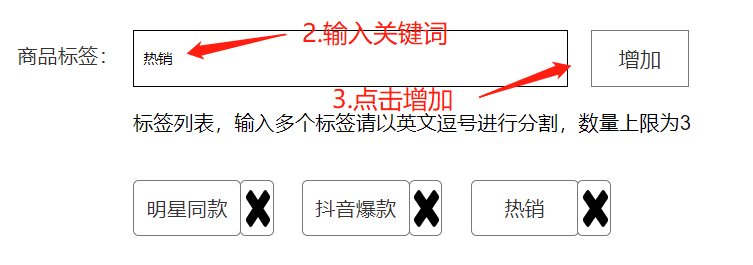 2.输入关键词
商品标签：
热销
增加
3.点击增加
标签列表，输入多个标签请以英文逗号进行分割，数量上限为3
明星同款
抖音爆款
热销